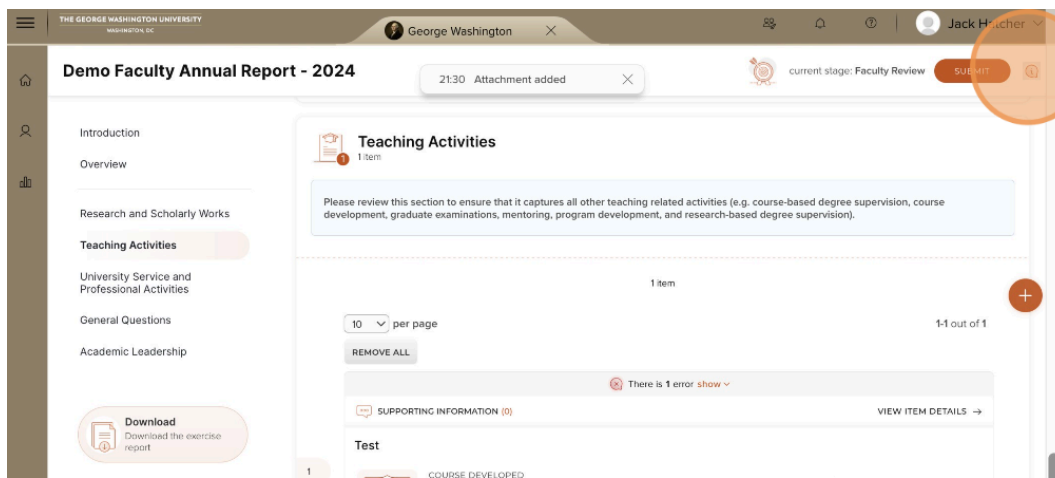 THE GEORGE WASHINGTON UNIVERSITY
WASHINGTON, DC
George Washington
Jack Hatcher
Demo Faculty Annual Report - 2024
21:30 Attachment added
current stage: Faculty Review
SUBMIT
Introduction
Overview
Research and Scholarly Works
Teaching Activities
University Service and
Professional Activities
General Questions
Academic Leadership
Download
Download the exercise
report
Teaching Activities
1
1 item
Please review this section to ensure that it captures all other teaching related activities (e.g. course-based degree supervision, course
development, graduate examinations, mentoring, program development, and research-based degree supervision).
1 item
10 per page
1-1 out of 1
REMOVE ALL
There is 1 error show
SUPPORTING INFORMATION (0)
VIEW ITEM DETAILS →
Test
1
COURSE DEVELOPED